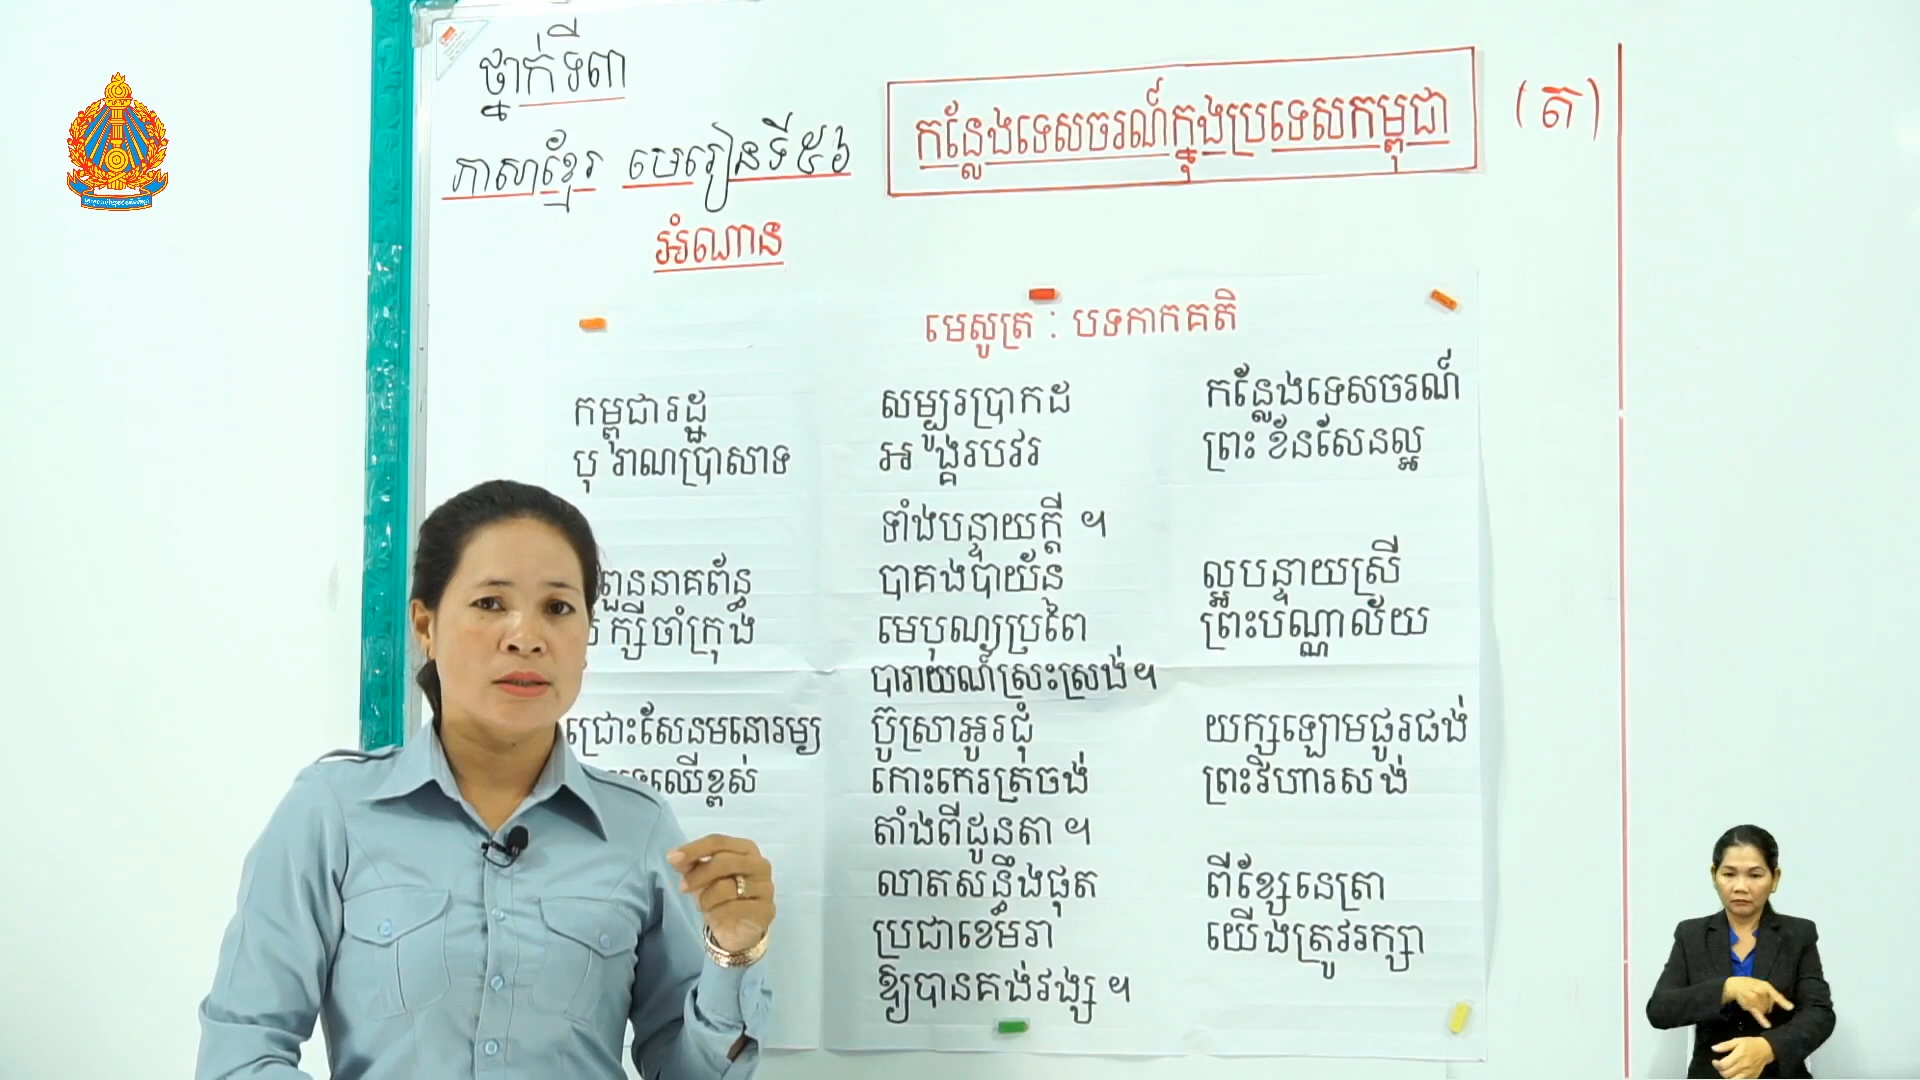 ថ្នាក់ទី៣
ភាសាខ្មែរ មេរៀនទី៥៦
កន្លែងទេសចរណ៍ក្នុងប្រទេសកម្ពុជា (ត)
អំណាន
មេសូត្រ : បទកាកគតិ
កម្ពុជារដ្ឋ សម្បូរប្រាកដ កន្លែងទេសចរណ៍
បុរាណប្រាសាទ អង្គរបវរ ព្រះខ័នសែនល្អ
ទាំងបន្ទាយក្តី ។
ព្ពួននាគព័ន្ធ បាគងបាយ័ន ល្អបន្ទាយស្រី
ក្សីចាំក្រុង មេបុណ្យប្រពៃ ព្រះបណ្ណាល័យ
បារាយណ៍ស្រះស្រង់ ។
ជ្រោះសែនមនោរម្យ ប៊ូស្រាអូរជុំ យក្សឡោមផូរផង់
ឈើខ្ពស់ កោះកេរត្រចង់ ព្រះវិហារសង់
តាំងពីដូនតា ។
លាតសន្ធឹងផុត ពីខ្សែនេត្រា
ប្រជាខេមរា យើងត្រូវរក្សា
ឱ្យបានគង់វង្ស ។